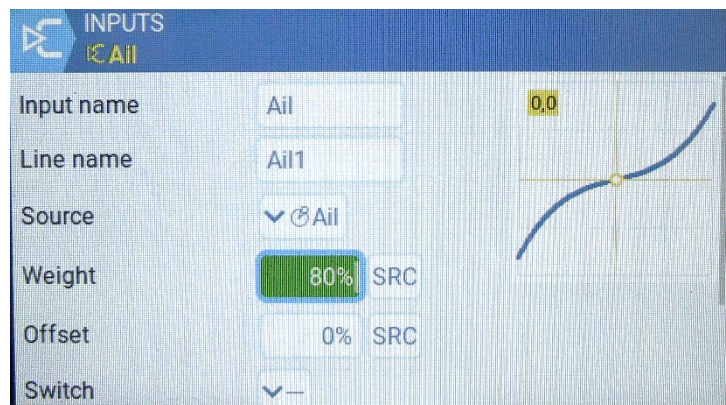 INPUTS
Ail
Input name Ail 0,0
Line name Ail1
Source Ail
Weight 80% SRC
Offset 0% SRC
Switch —